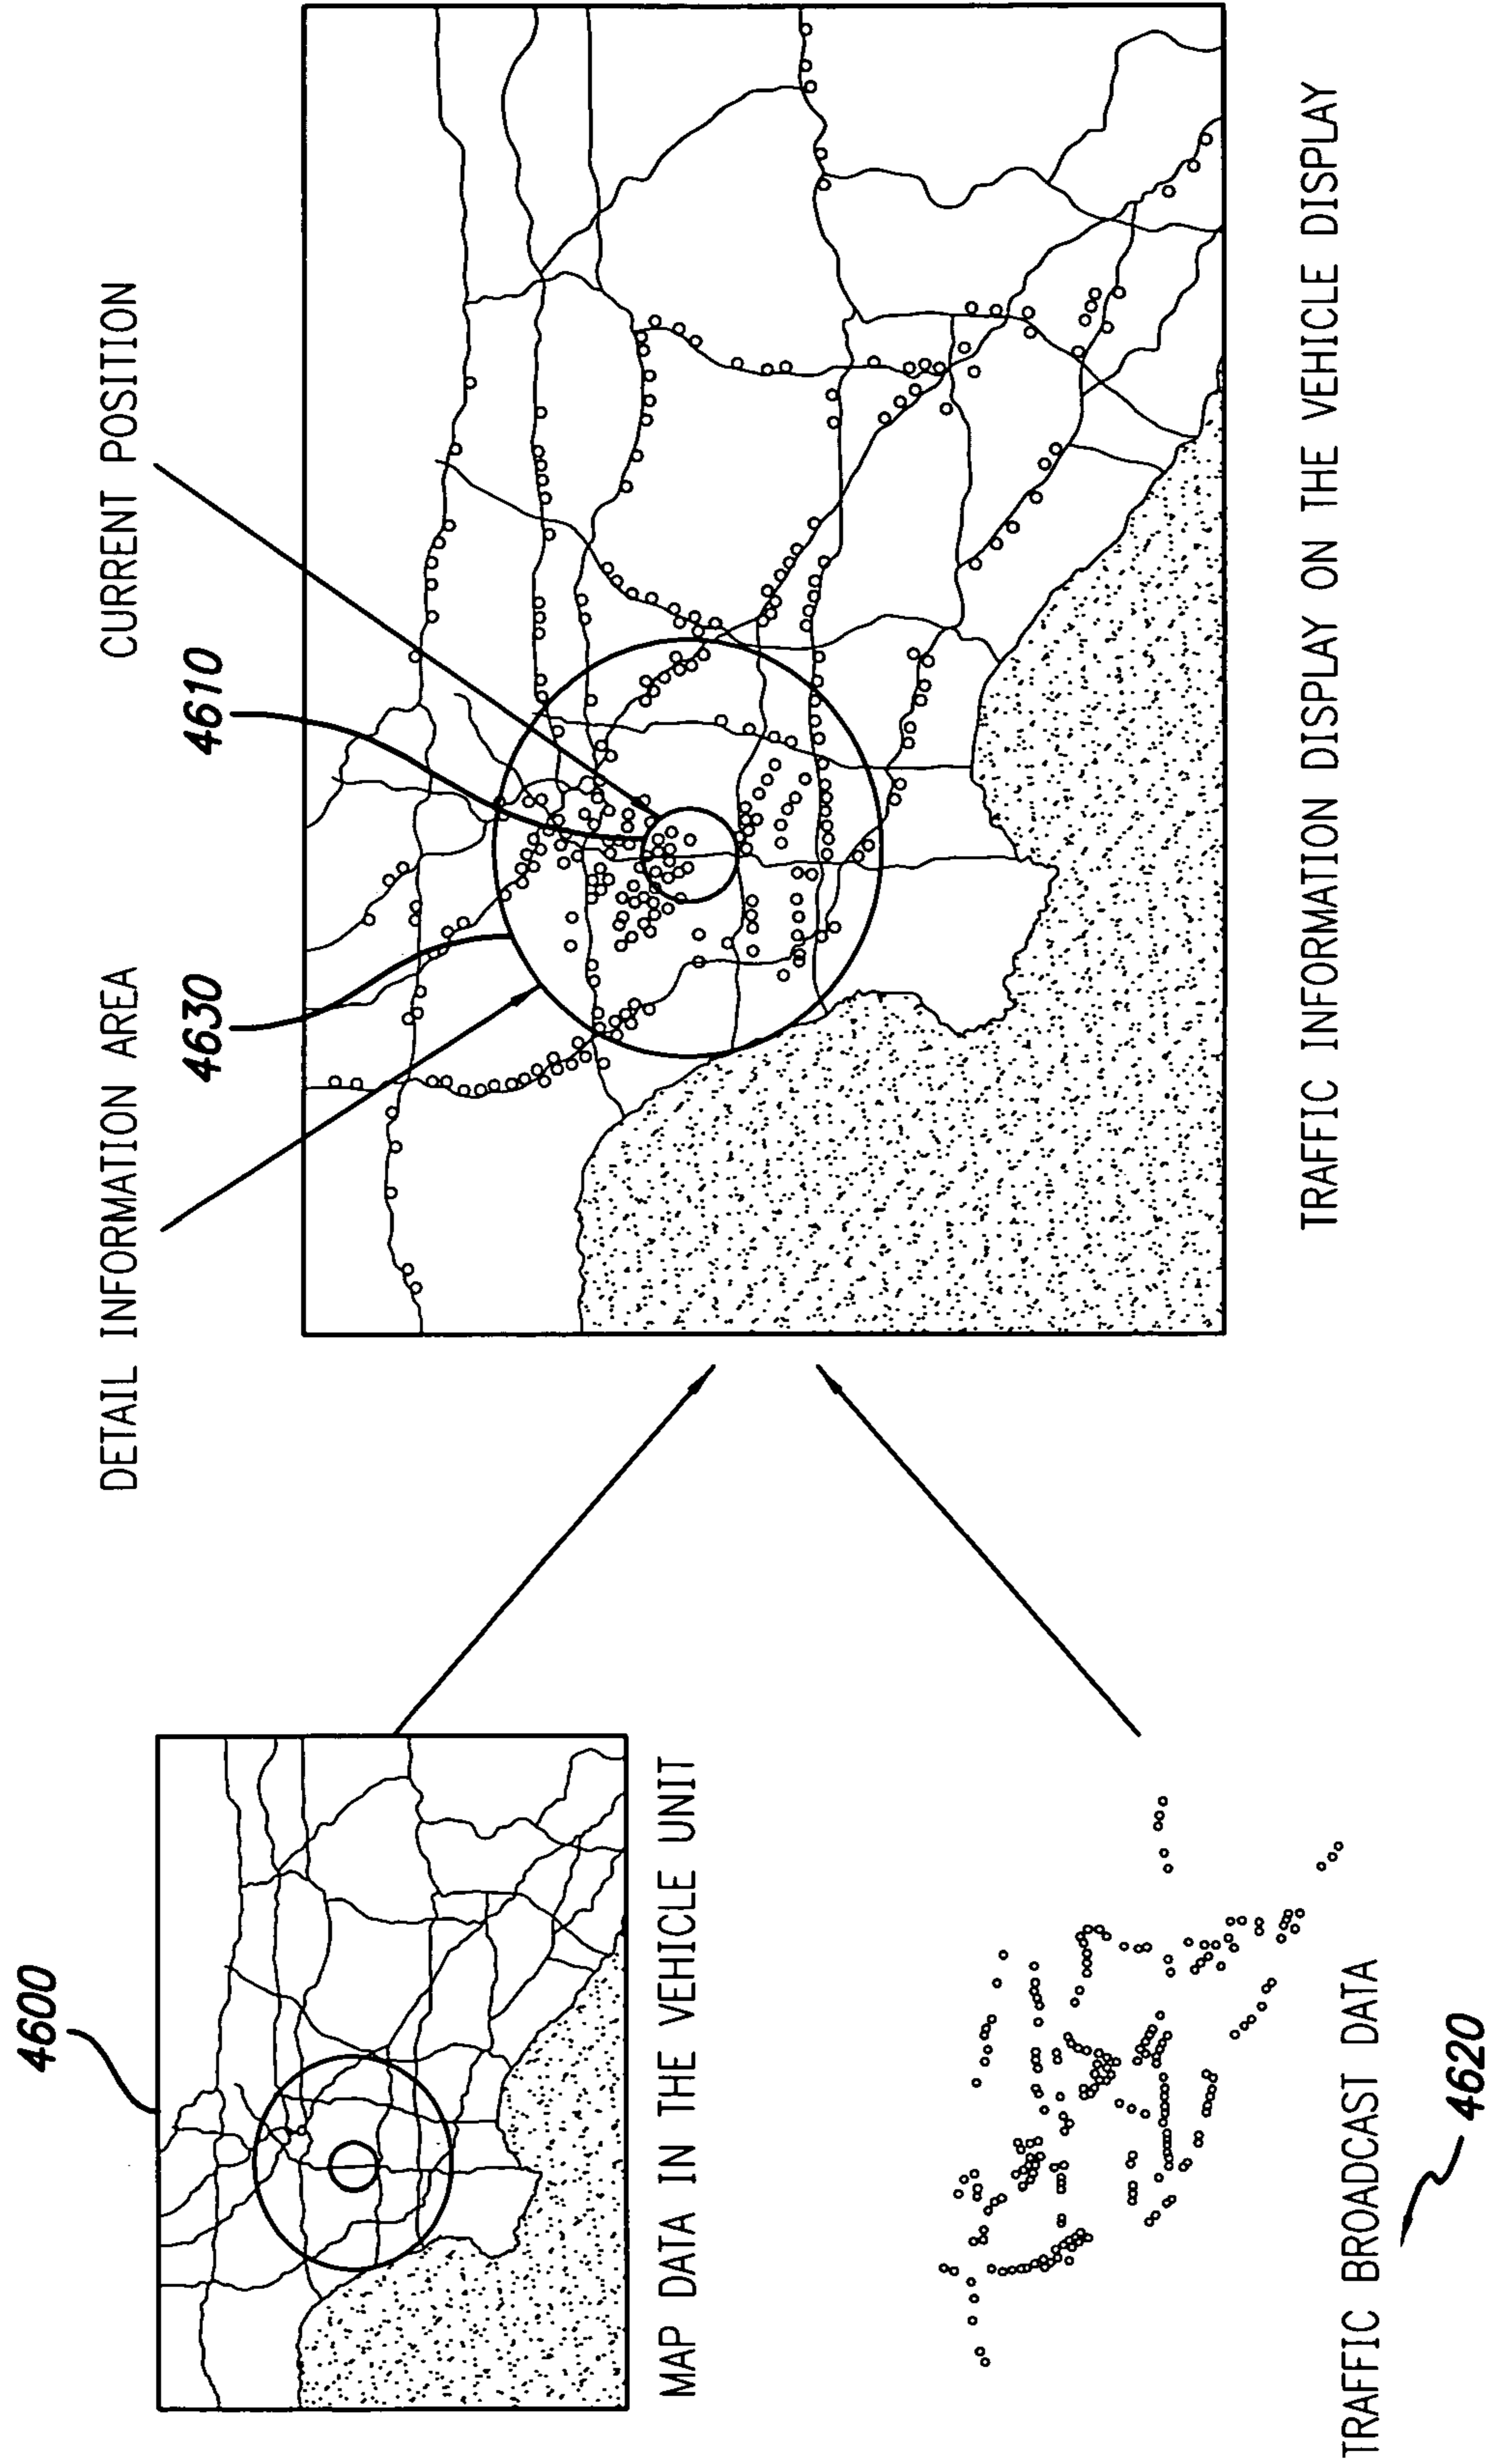 4600
MAP DATA IN THE VEHICLE UNIT
TRAFFIC BROADCAST DATA
4620
DETAIL INFORMATION AREA
4630
4610
CURRENT POSITION
TRAFFIC INFORMATION DISPLAY ON THE VEHICLE DISPLAY